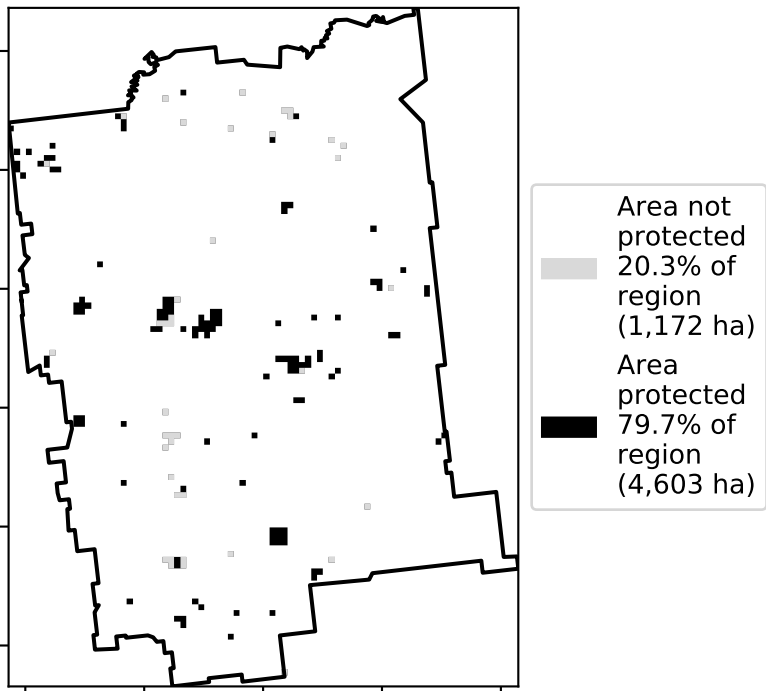 Area not
protected
20.3% of
region
(1,172 ha)
Area
protected
79.7% of
region
(4,603 ha)